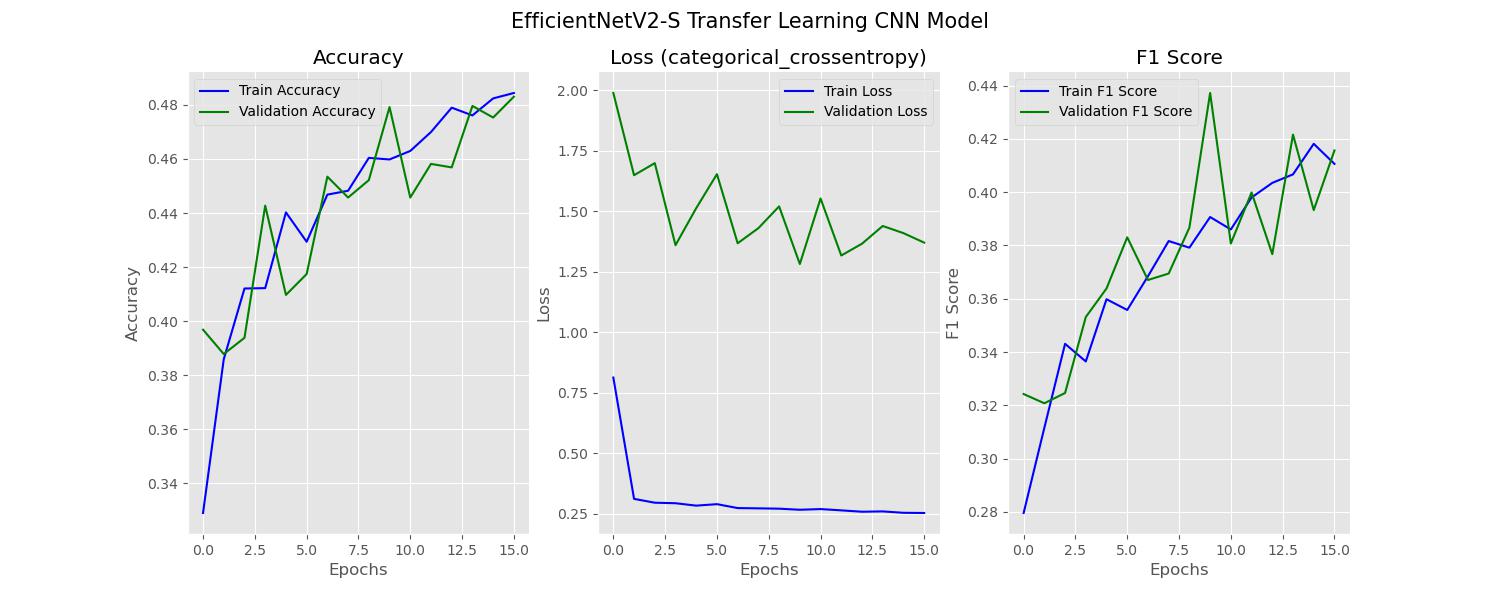 EfficientNetV2-S Transfer Learning CNN Model
Accuracy
Train Accuracy
Validation Accuracy
0.48
0.46
0.44
0.42
0.40
0.38
0.36
0.34
Accuracy
0.0 2.5 5.0 7.5 10.0 12.5 15.0
Epochs
Loss (categorical_crossentropy)
Train Loss
Validation Loss
2.00
1.75
1.50
1.25
1.00
0.75
0.50
0.25
Loss
0.0 2.5 5.0 7.5 10.0 12.5 15.0
Epochs
F1 Score
Train F1 Score
Validation F1 Score
0.44
0.42
0.40
0.38
0.36
0.34
0.32
0.30
0.28
F1 Score
0.0 2.5 5.0 7.5 10.0 12.5 15.0
Epochs